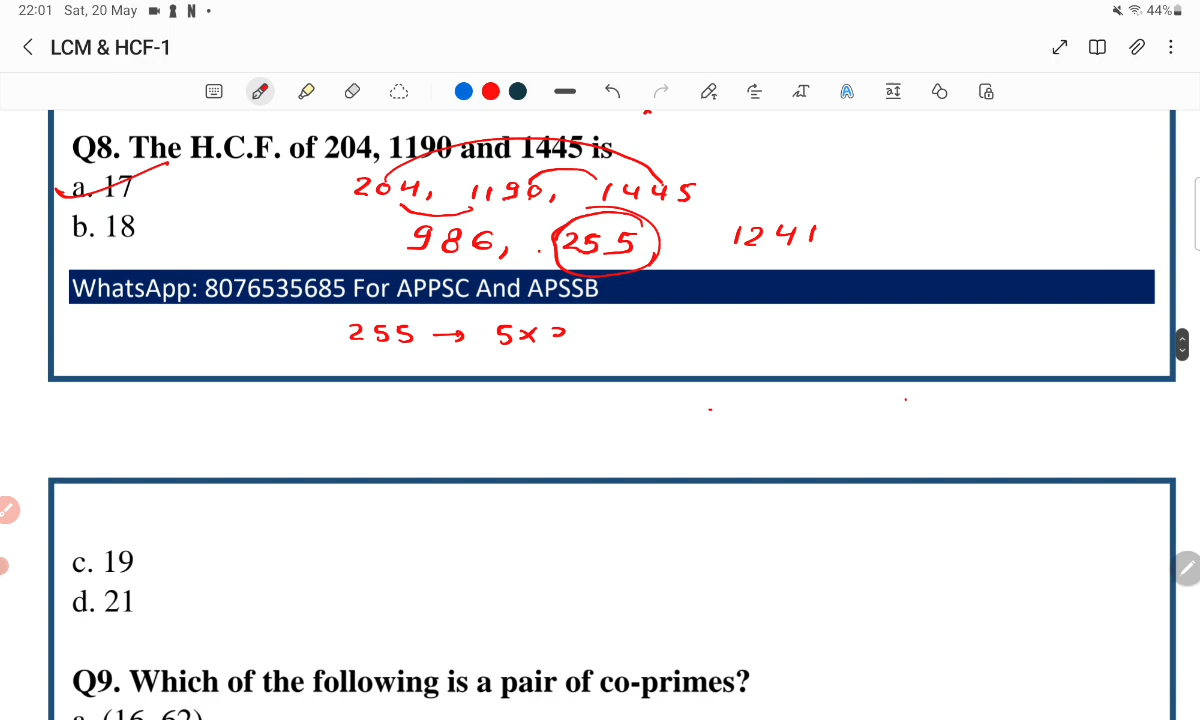 22:01 Sat, 20 May N • 44%
LCM & HCF-1
Q8. The H.C.F. of 204, 1190 and 1445 is
a. 17
204, 1190, 1445
b. 18
986, 255 1241
WhatsApp: 8076535685 For APPSC And APSSB
255 → 5×
c. 19
d. 21
Q9. Which of the following is a pair of co-primes?
a. (16, 62)